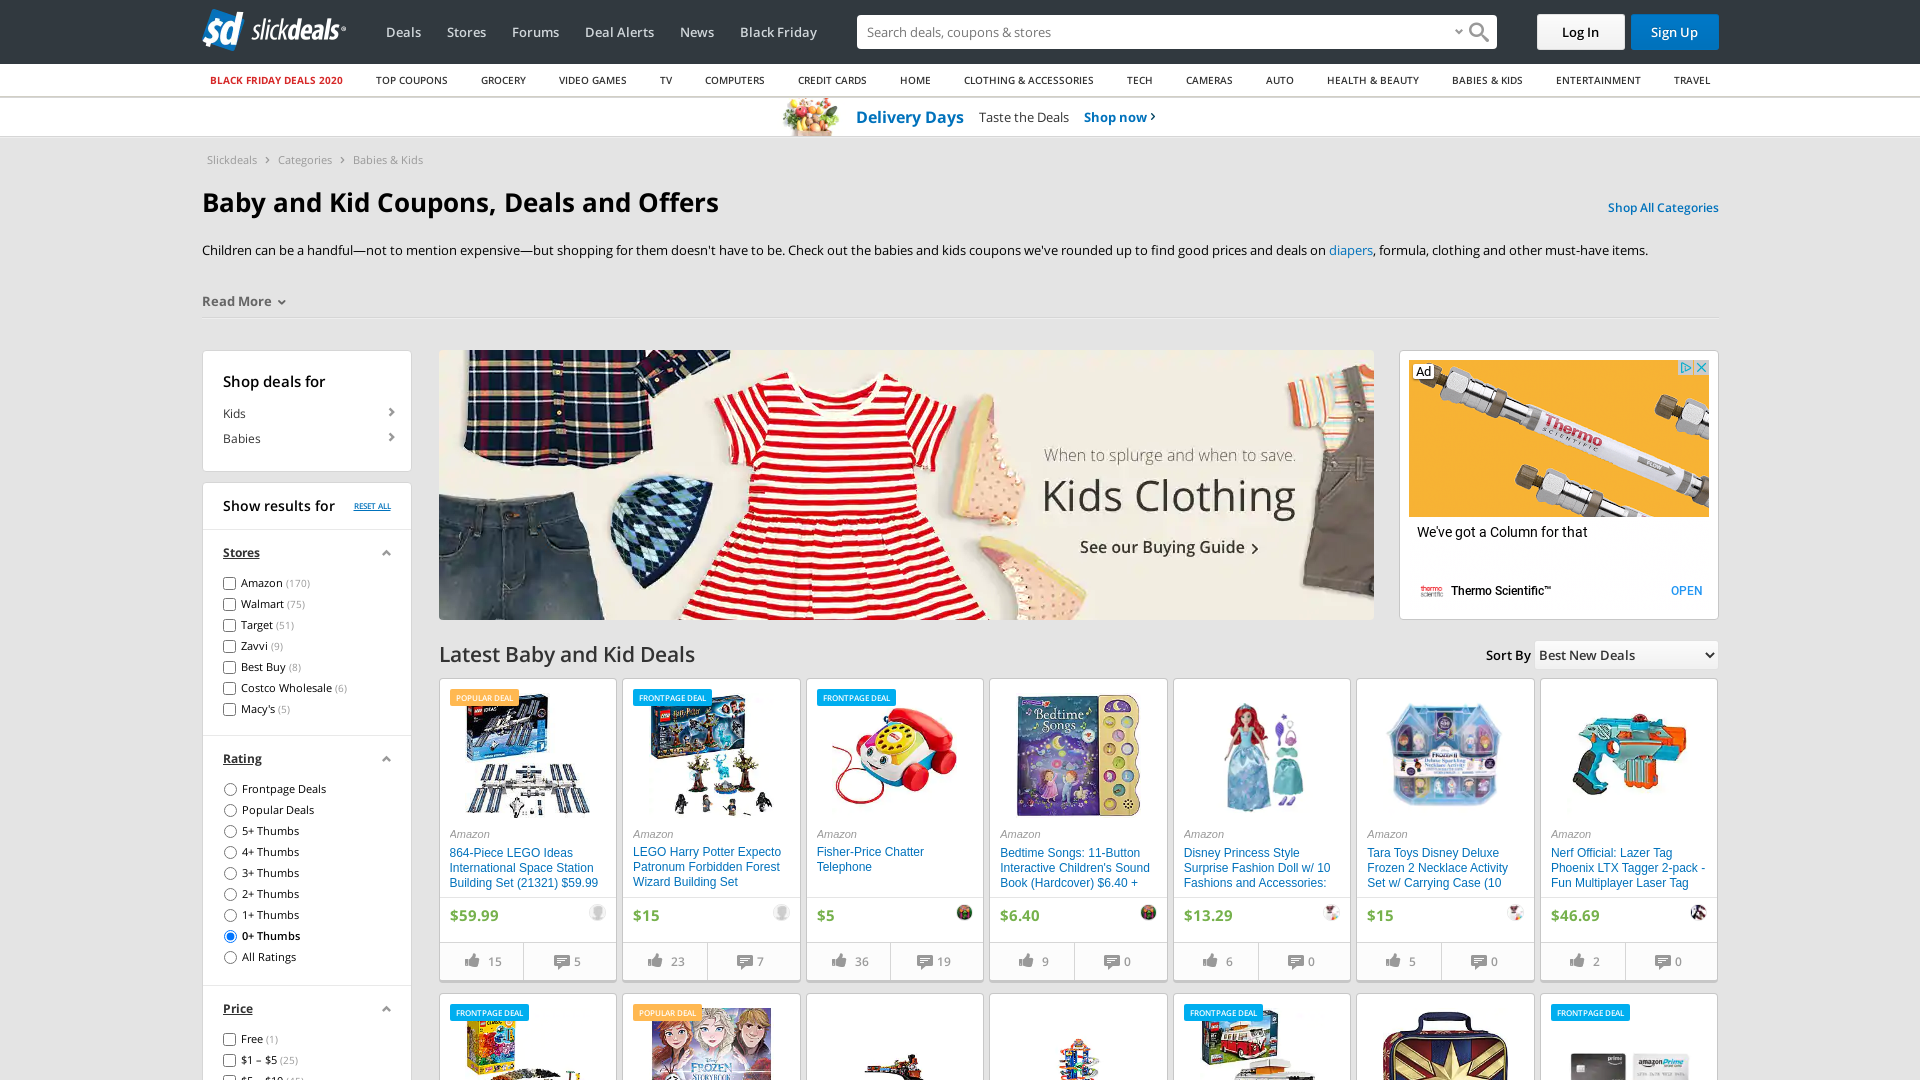 slickdeals
Deals
Stores
Forums
Deal Alerts
News
Black Friday
Search deals, coupons & stores
Log In
Sign Up
BLACK FRIDAY DEALS 2020
TOP COUPONS
GROCERY
VIDEO GAMES
TV
COMPUTERS
CREDIT CARDS
HOME
CLOTHING & ACCESSORIES
TECH
CAMERAS
AUTO
HEALTH & BEAUTY
BABIES & KIDS
ENTERTAINMENT
TRAVEL
Delivery Days Taste the Deals Shop now
Slickdeals
Categories
Babies & Kids
Baby and Kid Coupons, Deals and Offers
Shop All Categories
Children can be a handful—not to mention expensive—but shopping for them doesn't have to be. Check out the babies and kids coupons we've rounded up to find good prices and deals on diapers, formula, clothing and other must-have items.
Read More
Shop deals for
Kids
Babies
Show results for
RESET ALL
Stores
Amazon (170)
Walmart (75)
Target (51)
Zavvi (9)
Best Buy (8)
Costco Wholesale (6)
Macy's (5)
Rating
Frontpage Deals
Popular Deals
5+ Thumbs
4+ Thumbs
3+ Thumbs
2+ Thumbs
1+ Thumbs
0+ Thumbs
All Ratings
Price
Free (1)
$1 – $5 (25)
When to splurge and when to save.
Kids Clothing
See our Buying Guide
Ad
Thermo
SCIENTIFIC
FLOW
We've got a Column for that
Thermo Scientific™
OPEN
Latest Baby and Kid Deals
Sort By
Best New Deals
POPULAR DEAL
Amazon
864-Piece LEGO Ideas
International Space Station
Building Set (21321) $59.99
$59.99
15
5
FRONTPAGE DEAL
Amazon
LEGO Harry Potter Expecto
Patronum Forbidden Forest
Wizard Building Set
$15
23
7
FRONTPAGE DEAL
Amazon
Fisher-Price Chatter
Telephone
$5
36
19
Bedtime
Songs
Amazon
Bedtime Songs: 11-Button
Interactive Children's Sound
Book (Hardcover) $6.40 +
$6.40
9
0
Amazon
Disney Princess Style
Surprise Fashion Doll w/ 10
Fashions and Accessories:
$13.29
6
0
Amazon
Tara Toys Disney Deluxe
Frozen 2 Necklace Activity
Set w/ Carrying Case (10
$15
5
0
Amazon
Nerf Official: Lazer Tag
Phoenix LTX Tagger 2-pack -
Fun Multiplayer Laser Tag
$46.69
2
0
FRONTPAGE DEAL
POPULAR DEAL
FROZEN
FRONTPAGE DEAL
FRONTPAGE DEAL